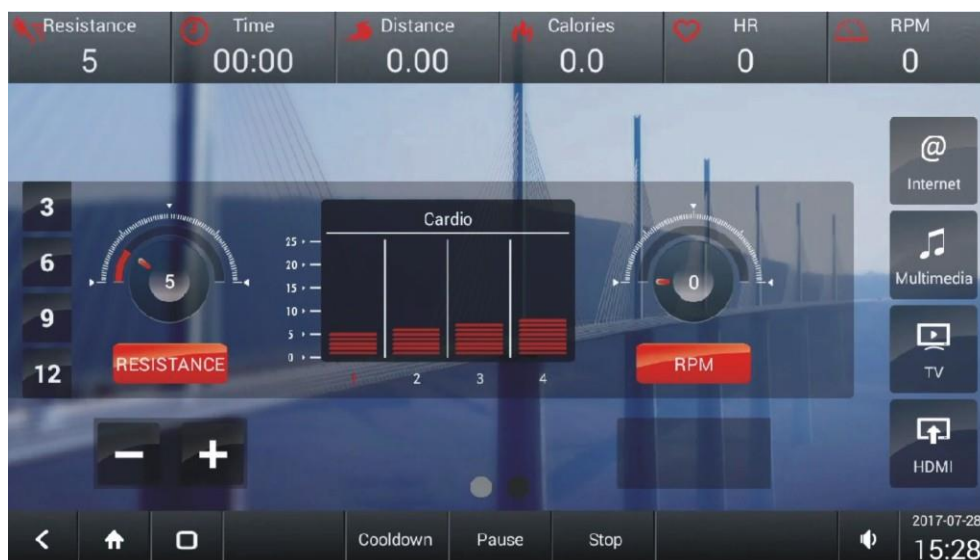 Resistance
5
Time
00:00
Distance
0.00
Calories
0.0
HR
0
RPM
0
3
6
9
12
5
RESISTANCE
Cardio
25
20
15
10
5
0
1
2
3
4
0
RPM
@
Internet
Multimedia
TV
HDMI
Cooldown
Pause
Stop
2017-07-28
15:28